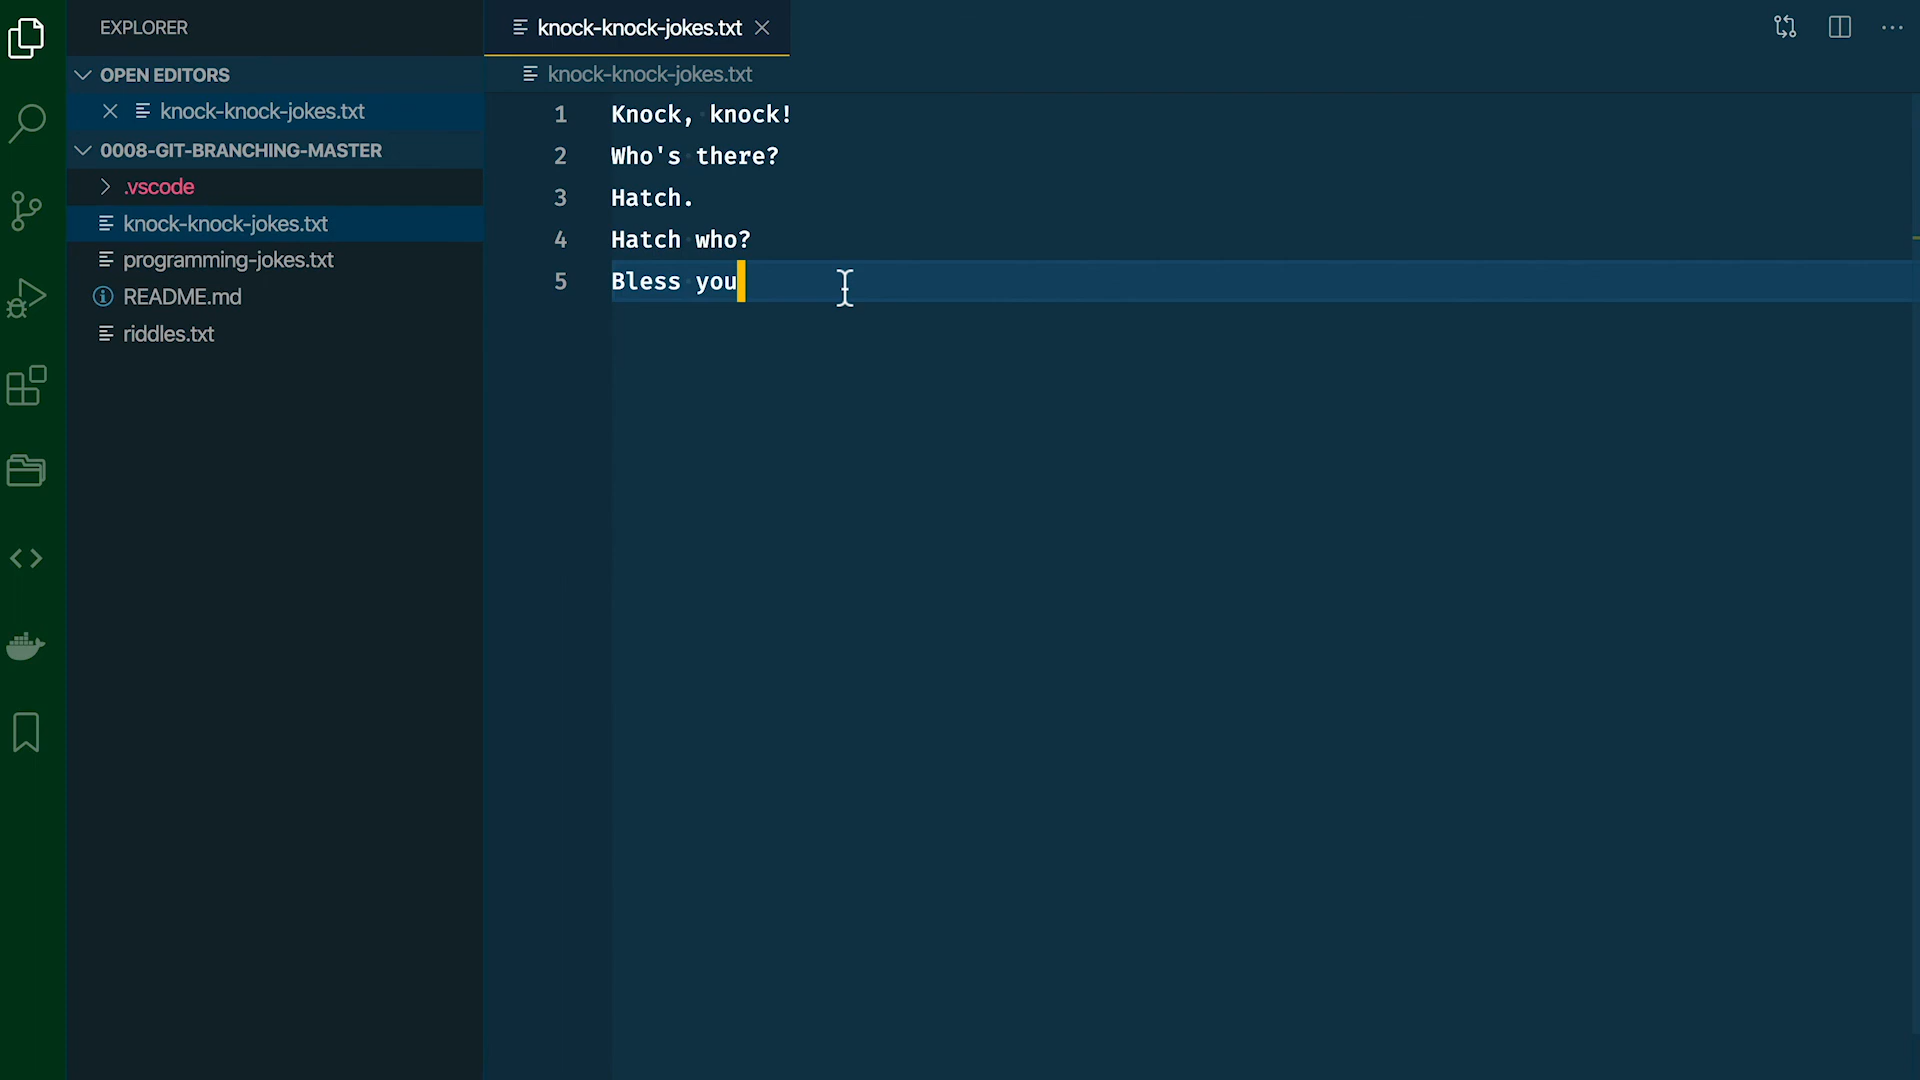 EXPLORER
OPEN EDITORS
knock-knock-jokes.txt
0008-GIT-BRANCHING-MASTER
.vscode
knock-knock-jokes.txt
programming-jokes.txt
README.md
riddles.txt
knock-knock-jokes.txt
knock-knock-jokes.txt
1 Knock, knock!
2 Who's there?
3 Hatch.
4 Hatch who?
5 Bless you